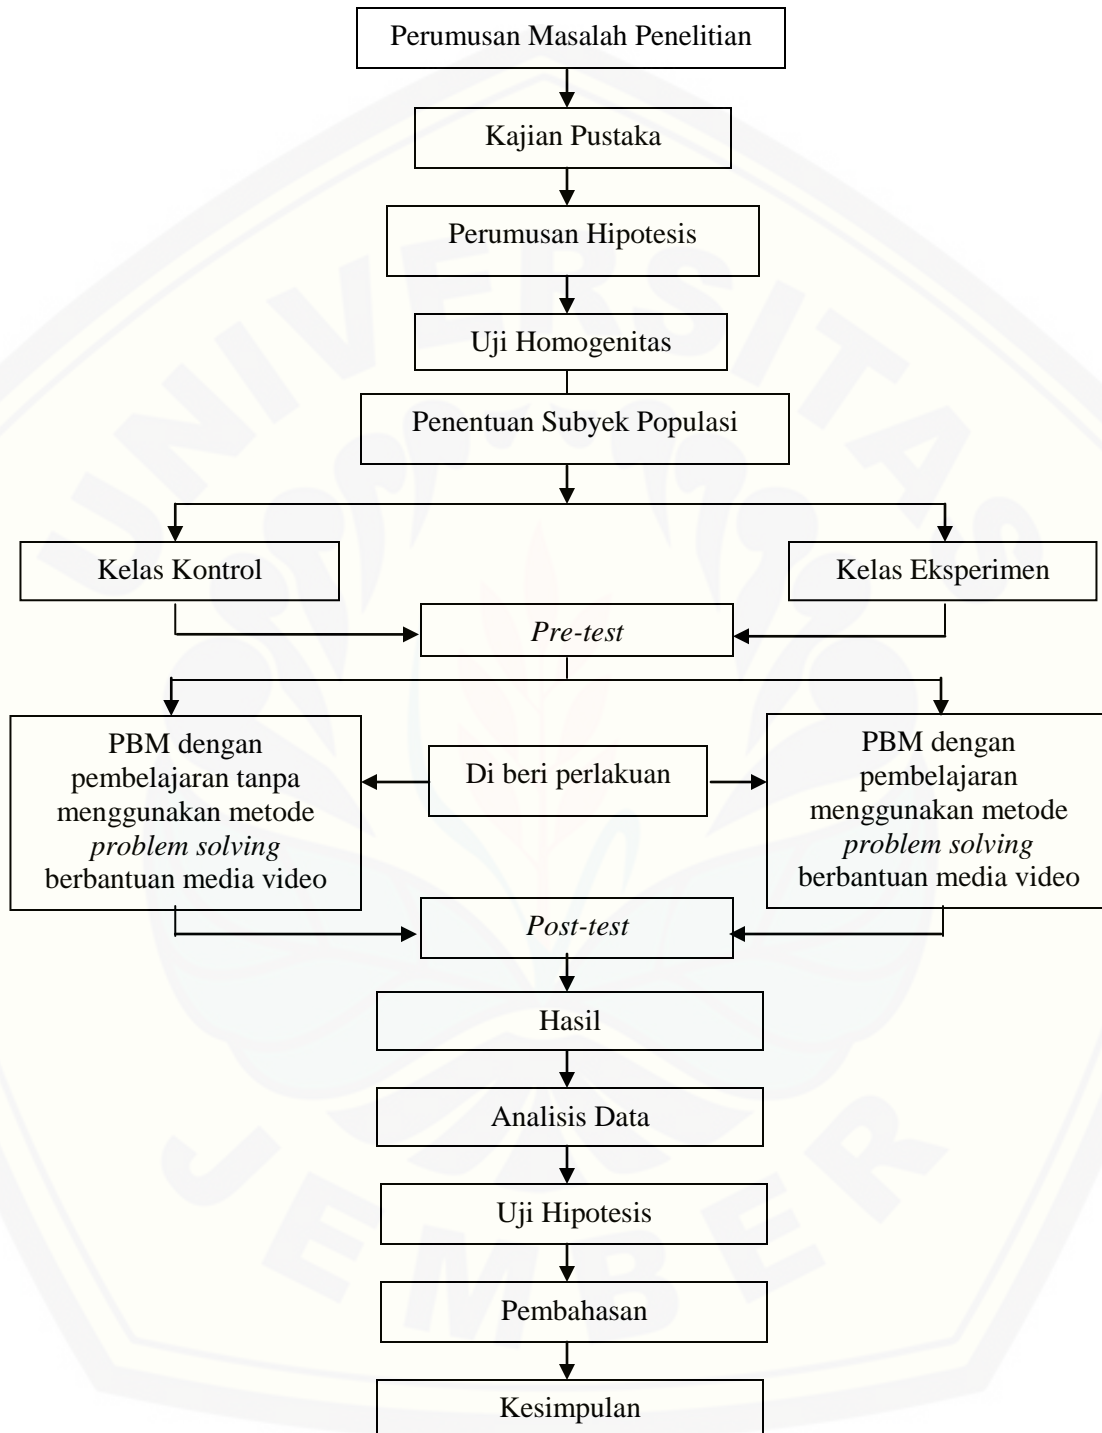 Perumusan Masalah Penelitian
Kajian Pustaka
Perumusan Hipotesis
Uji Homogenitas
Penentuan Subyek Populasi
Kelas Kontrol
Kelas Eksperimen
Pre-test
PBM dengan
pembelajaran tanpa
menggunakan metode
problem solving
berbantuan media video
Di beri perlakuan
PBM dengan
pembelajaran
menggunakan metode
problem solving
berbantuan media video
Post-test
Hasil
Analisis Data
Uji Hipotesis
Pembahasan
Kesimpulan
UNIVERSITAS
JEMBER